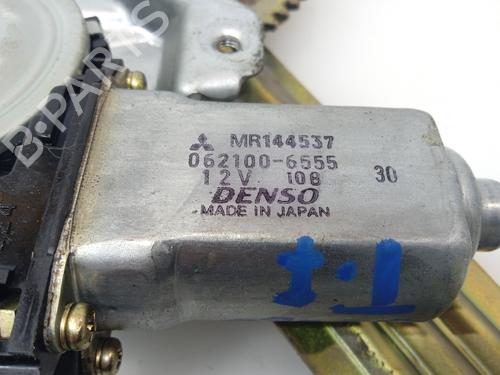 MR144537
062100-6555
12V 108 30
DENSO
MADE IN JAPAN
B-PARTS